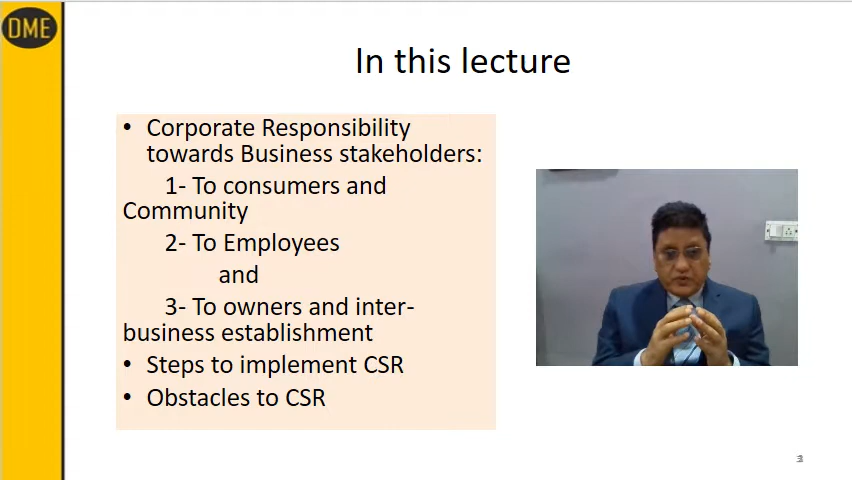 DME
In this lecture
• Corporate Responsibility
towards Business stakeholders:
1- To consumers and
Community
2- To Employees
and
3- To owners and inter-
business establishment
• Steps to implement CSR
• Obstacles to CSR
3